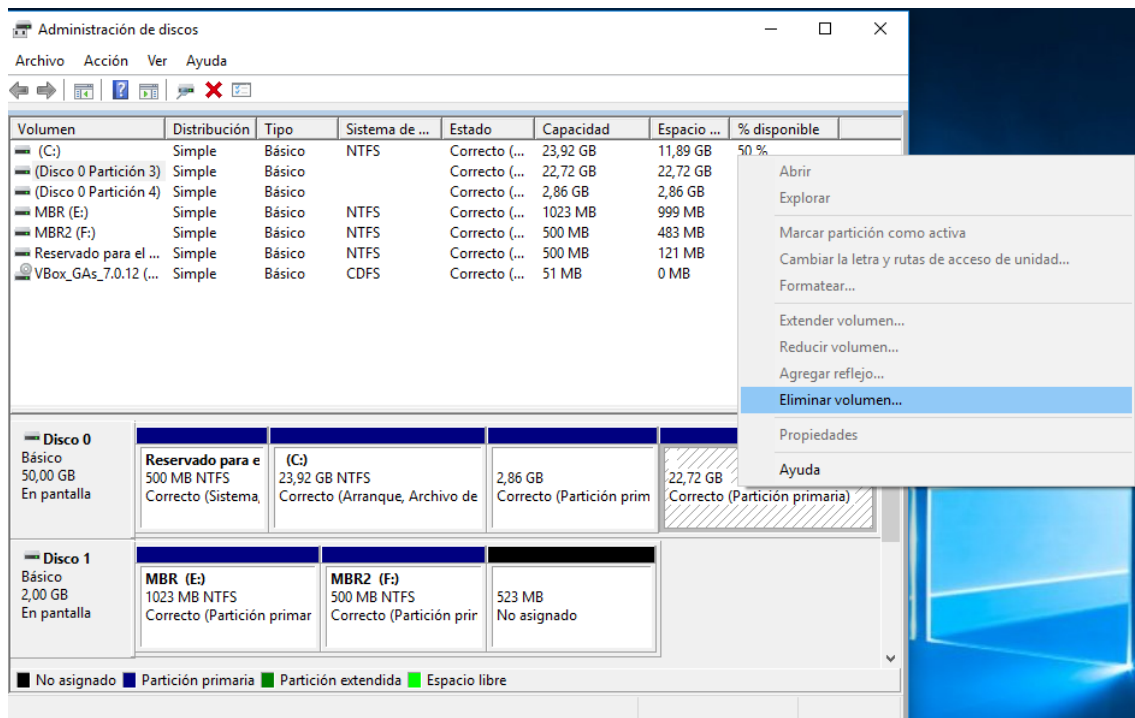 Administración de discos
Archivo Acción Ver Ayuda
Volumen Distribución Tipo Sistema de ... Estado Capacidad Espacio ... % disponible
(C:) Simple Básico NTFS Correcto (... 23,92 GB 11,89 GB 50 %
(Disco 0 Partición 3) Simple Básico Correcto (... 22,72 GB 22,72 GB
(Disco 0 Partición 4) Simple Básico Correcto (... 2,86 GB 2,86 GB
MBR (E:) Simple Básico NTFS Correcto (... 1023 MB 999 MB
MBR2 (F:) Simple Básico NTFS Correcto (... 500 MB 483 MB
Reservado para el ... Simple Básico NTFS Correcto (... 500 MB 121 MB
VBox_GAs_7.0.12 (... Simple Básico CDFS Correcto (... 51 MB 0 MB
Abrir
Explorar
Marcar partición como activa
Cambiar la letra y rutas de acceso de unidad...
Formatear...
Extender volumen...
Reducir volumen...
Agregar reflejo...
Eliminar volumen...
Propiedades
Ayuda
Disco 0
Básico
50,00 GB
En pantalla
Reservado para e
500 MB NTFS
Correcto (Sistema,
(C:)
23,92 GB NTFS
Correcto (Arranque, Archivo de
2,86 GB
Correcto (Partición prim
22,72 GB
Correcto (Partición primaria)
Disco 1
Básico
2,00 GB
En pantalla
MBR (E:)
1023 MB NTFS
Correcto (Partición primar
MBR2 (F:)
500 MB NTFS
Correcto (Partición prir
523 MB
No asignado
No asignado Partición primaria Partición extendida Espacio libre